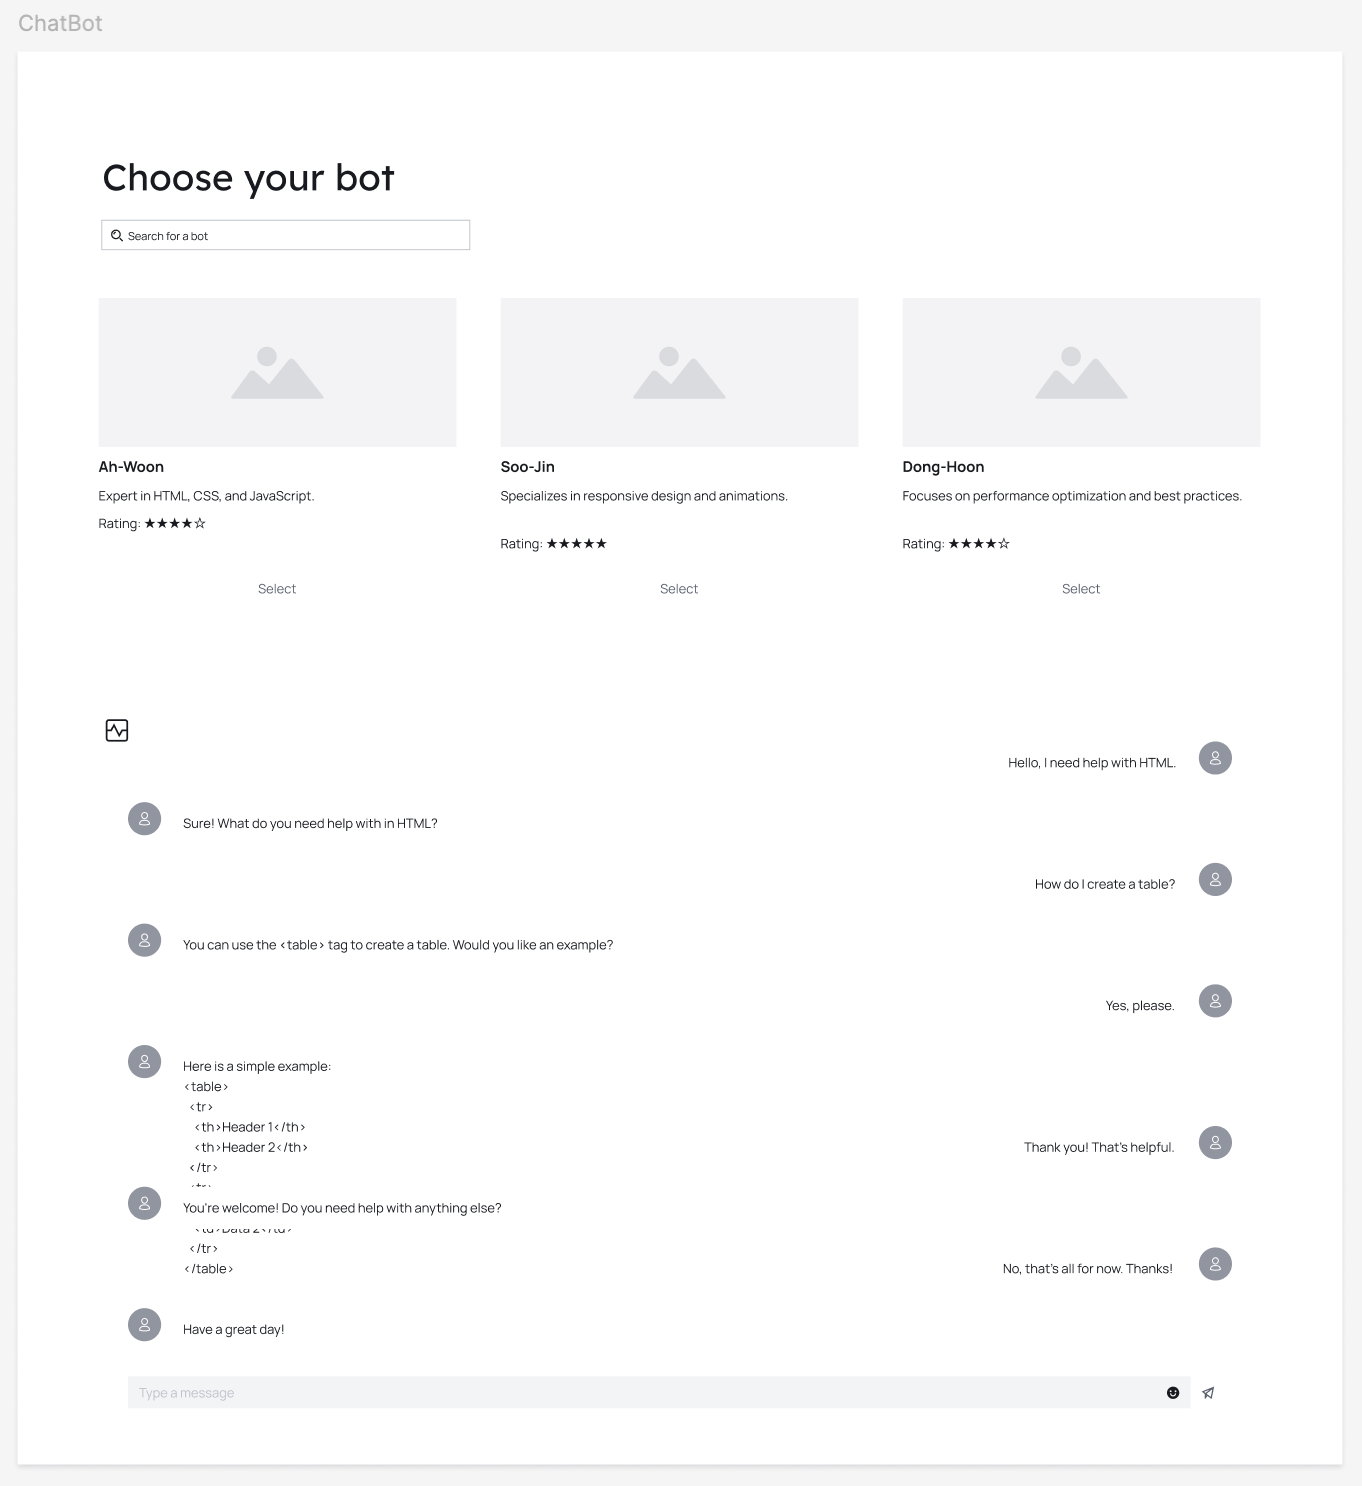 ChatBot
Choose your bot
Search for a bot
Ah-Woon
Expert in HTML, CSS, and JavaScript.
Rating: ★★★★☆
Select
Soo-Jin
Specializes in responsive design and animations.
Rating: ★★★★★
Select
Dong-Hoon
Focuses on performance optimization and best practices.
Rating: ★★★★☆
Select
Hello, I need help with HTML.
Sure! What do you need help with in HTML?
How do I create a table?
You can use the <table> tag to create a table. Would you like an example?
Yes, please.
Here is a simple example:
<table>
<tr>
<th>Header 1</th>
<th>Header 2</th>
</tr>
Thank you! That's helpful.
You're welcome! Do you need help with anything else?
</tr>
</table>
No, that's all for now. Thanks!
Have a great day!
Type a message